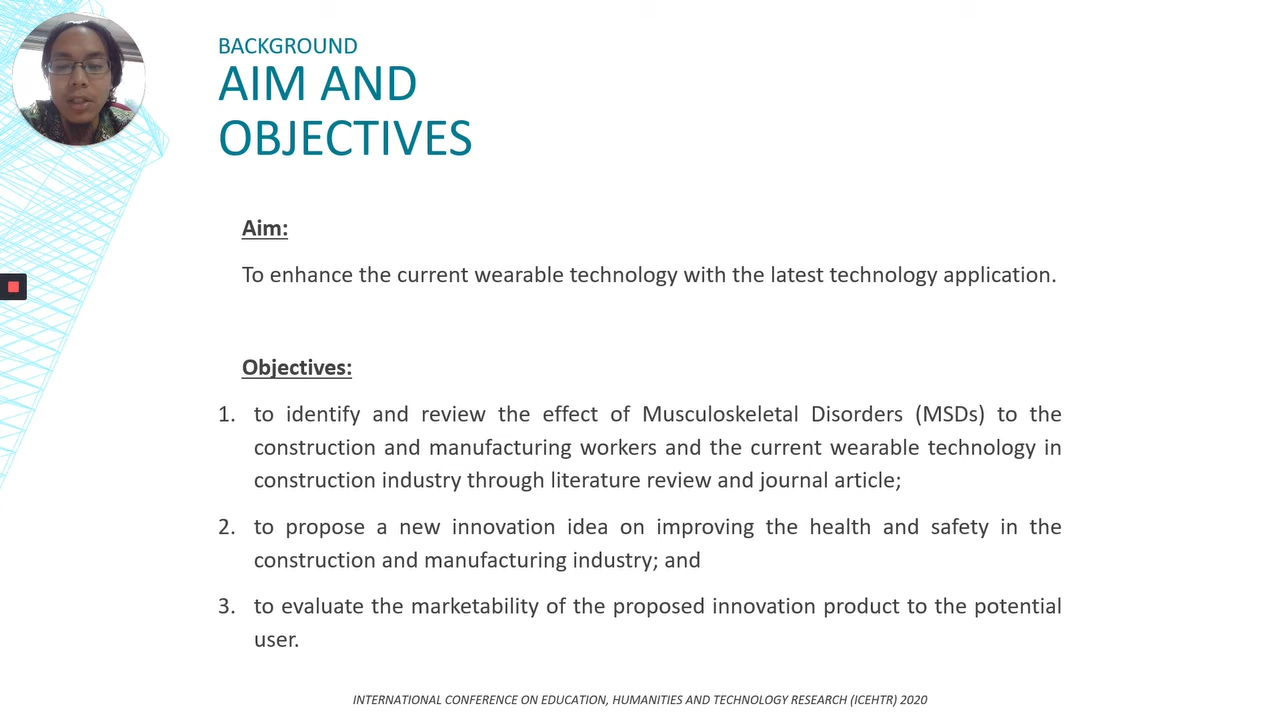 BACKGROUND
AIM AND
OBJECTIVES
Aim:
To enhance the current wearable technology with the latest technology application.
Objectives:
1. to identify and review the effect of Musculoskeletal Disorders (MSDs) to the
construction and manufacturing workers and the current wearable technology in
construction industry through literature review and journal article;
2. to propose a new innovation idea on improving the health and safety in the
construction and manufacturing industry; and
3. to evaluate the marketability of the proposed innovation product to the potential
user.
INTERNATIONAL CONFERENCE ON EDUCATION, HUMANITIES AND TECHNOLOGY RESEARCH (ICEHTR) 2020